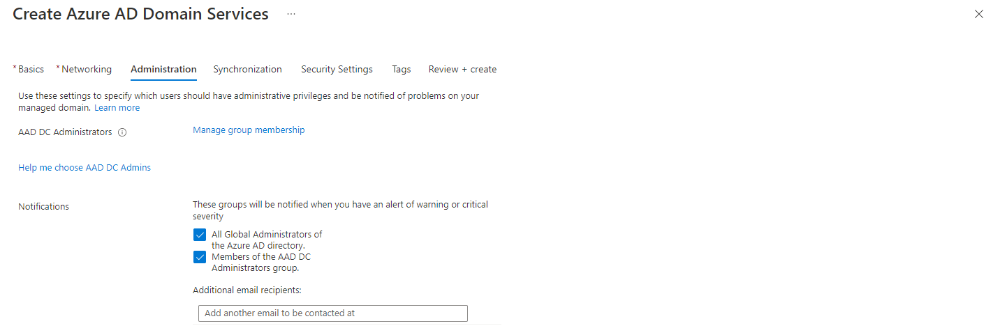 Create Azure AD Domain Services ...
* Basics * Networking Administration Synchronization Security Settings Tags Review + create
Use these settings to specify which users should have administrative privileges and be notified of problems on your
managed domain. Learn more
AAD DC Administrators
Manage group membership
Help me choose AAD DC Admins
Notifications
These groups will be notified when you have an alert of warning or critical
severity
All Global Administrators of
the Azure AD directory.
Members of the AAD DC
Administrators group.
Additional email recipients:
Add another email to be contacted at